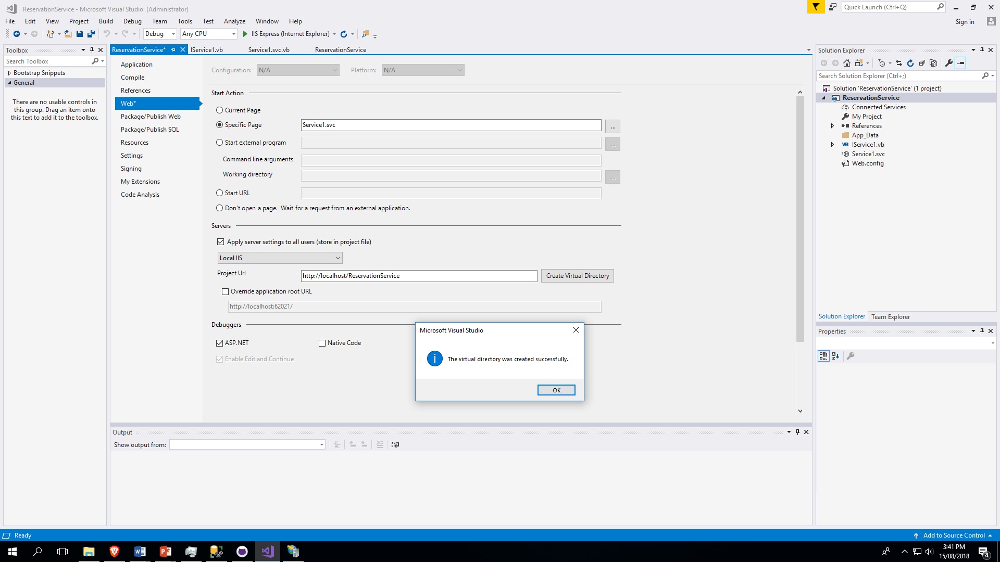 ReservationService - Microsoft Visual Studio (Administrator)
Quick Launch (Ctrl+Q)
File Edit View Project Build Debug Team Tools Test Analyze Window Help
Sign in
Debug Any CPU IIS Express (Internet Explorer)
Toolbox
Search Toolbox
Bootstrap Snippets
General
There are no usable controls in
this group. Drag an item onto
this text to add it to the toolbox.
ReservationService* IService1.vb Service1.svc.vb ReservationService
Application
Compile
References
Web*
Package/Publish Web
Package/Publish SQL
Resources
Settings
Signing
My Extensions
Code Analysis
Configuration: N/A Platform: N/A
Start Action
Current Page
Specific Page Service1.svc ...
Start external program ...
Command line arguments
Working directory ...
Start URL
Don't open a page. Wait for a request from an external application.
Servers
Apply server settings to all users (store in project file)
Local IIS
Project Url http://localhost/ReservationService Create Virtual Directory
Override application root URL
http://localhost:62021/
Debuggers
ASP.NET Native Code
Enable Edit and Continue
Microsoft Visual Studio
The virtual directory was created successfully.
OK
Output
Show output from:
Solution Explorer
Search Solution Explorer (Ctrl+;)
Solution 'ReservationService' (1 project)
ReservationService
Connected Services
My Project
References
App_Data
VB IService1.vb
Service1.svc
Web.config
Solution Explorer Team Explorer
Properties
Ready
Add to Source Control
3:41 PM
15/08/2018
4